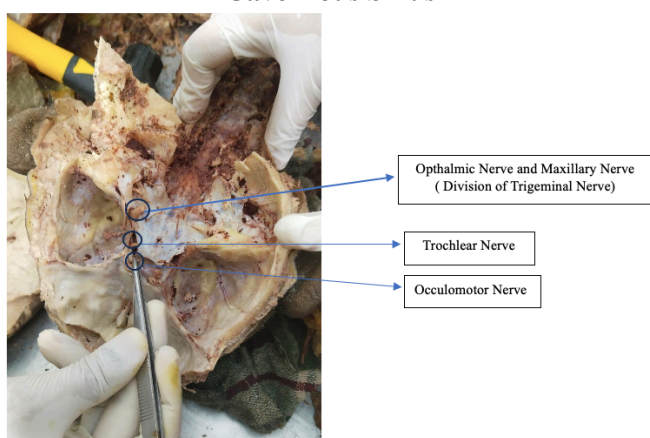 Opthalmic Nerve and Maxillary Nerve
( Division of Trigeminal Nerve)
Trochlear Nerve
Occulomotor Nerve